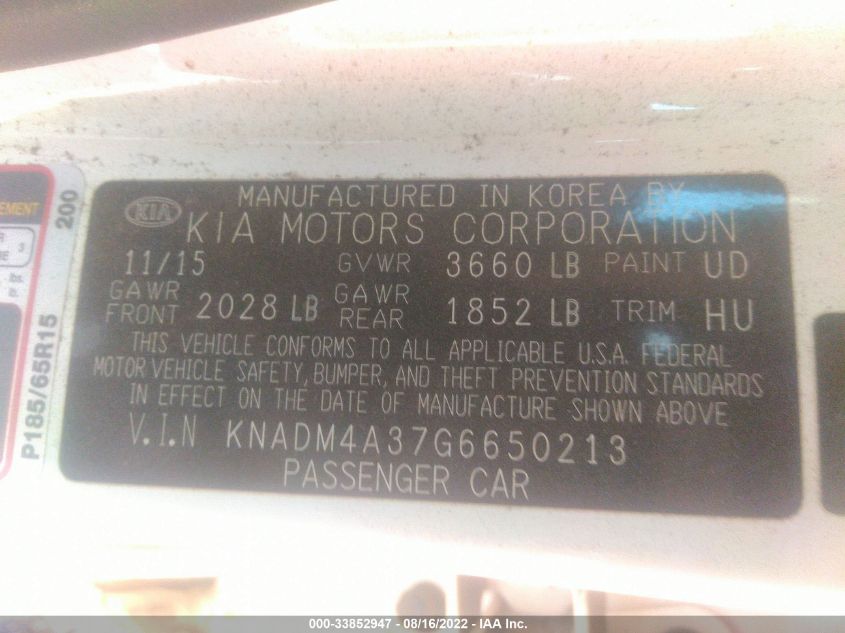 MANUFACTURED IN KOREA BY
KIA
KIA MOTORS CORPORATION
11/15 GVWR 3660 LB PAINT UD
GAWR FRONT 2028 LB GAWR REAR 1852 LB TRIM HU
THIS VEHICLE CONFORMS TO ALL APPLICABLE U.S.A. FEDERAL
MOTOR VEHICLE SAFETY, BUMPER, AND THEFT PREVENTION STANDARDS
IN EFFECT ON THE DATE OF MANUFACTURE SHOWN ABOVE
V.I.N KNADM4A37G6650213
PASSENGER CAR
200
P185/65R15
3
000-33852947 - 08/16/2022 - IAA Inc.